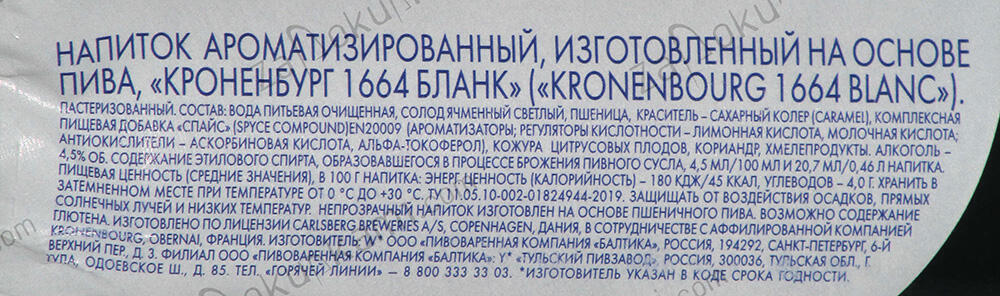 НАПИТОК АРОМАТИЗИРОВАННЫЙ, ИЗГОТОВЛЕННЫЙ НА ОСНОВЕ
ПИВА, «КРОНЕНБУРГ 1664 БЛАНК» («KRONENBOURG 1664 BLANC»).
ПАСТЕРИЗОВАННЫЙ. СОСТАВ: ВОДА ПИТЬЕВАЯ ОЧИЩЕННАЯ, СОЛОД ЯЧМЕННЫЙ СВЕТЛЫЙ, ПШЕНИЦА, КРАСИТЕЛЬ – САХАРНЫЙ КОЛЕР (CARAMEL), КОМПЛЕКСНАЯ
ПИЩЕВАЯ ДОБАВКА «СПАЙС» (SPYCE COMPOUND)EN20009 (АРОМАТИЗАТОРЫ; РЕГУЛЯТОРЫ КИСЛОТНОСТИ – ЛИМОННАЯ КИСЛОТА, МОЛОЧНАЯ КИСЛОТА;
АНТИОКИСЛИТЕЛИ – АСКОРБИНОВАЯ КИСЛОТА, АЛЬФА-ТОКОФЕРОЛ), КОЖУРА ЦИТРУСОВЫХ ПЛОДОВ, КОРИАНДР, ХМЕЛЕПРОДУКТЫ. АЛКОГОЛЬ –
4,5% ОБ. СОДЕРЖАНИЕ ЭТИЛОВОГО СПИРТА, ОБРАЗОВАВШЕГОСЯ В ПРОЦЕССЕ БРОЖЕНИЯ ПИВНОГО СУСЛА, 4,5 МЛ/100 МЛ И 20,7 МЛ/0,46 Л НАПИТКА.
ПИЩЕВАЯ ЦЕННОСТЬ (СРЕДНИЕ ЗНАЧЕНИЯ), В 100 Г НАПИТКА: ЭНЕРГ. ЦЕННОСТЬ (КАЛОРИЙНОСТЬ) – 180 КДЖ/45 ККАЛ, УГЛЕВОДОВ – 4,0 Г. ХРАНИТЬ В
ЗАТЕМНЕННОМ МЕСТЕ ПРИ ТЕМПЕРАТУРЕ ОТ 0 °С ДО +30 °С. ТУ 11.05.10-002-01824944-2019. ЗАЩИЩАТЬ ОТ ВОЗДЕЙСТВИЯ ОСАДКОВ, ПРЯМЫХ
СОЛНЕЧНЫХ ЛУЧЕЙ И НИЗКИХ ТЕМПЕРАТУР. НЕПРОЗРАЧНЫЙ НАПИТОК ИЗГОТОВЛЕН НА ОСНОВЕ ПШЕНИЧНОГО ПИВА. ВОЗМОЖНО СОДЕРЖАНИЕ
ГЛЮТЕНА. ИЗГОТОВЛЕНО ПО ЛИЦЕНЗИИ CARLSBERG BREWERIES A/S, COPENHAGEN, ДАНИЯ, В СОТРУДНИЧЕСТВЕ С АФФИЛИРОВАННОЙ КОМПАНИЕЙ
KRONENBOURG, OBERNAI, ФРАНЦИЯ. ИЗГОТОВИТЕЛЬ: ООО «ПИВОВАРЕННАЯ КОМПАНИЯ «БАЛТИКА», РОССИЯ, 194292, САНКТ-ПЕТЕРБУРГ, 6-Й
ВЕРХНИЙ ПЕР, Д. 3. ФИЛИАЛ ООО «ПИВОВАРЕННАЯ КОМПАНИЯ «БАЛТИКА»: Y* «ТУЛЬСКИЙ ПИВЗАВОД», РОССИЯ, 300036, ТУЛЬСКАЯ ОБЛ., Г.
ТУЛА, ОДОЕВСКОЕ Ш., Д. 85. ТЕЛ. «ГОРЯЧЕЙ ЛИНИИ» – 8 800 333 33 03. *ИЗГОТОВИТЕЛЬ УКАЗАН В КОДЕ СРОКА ГОДНОСТИ.